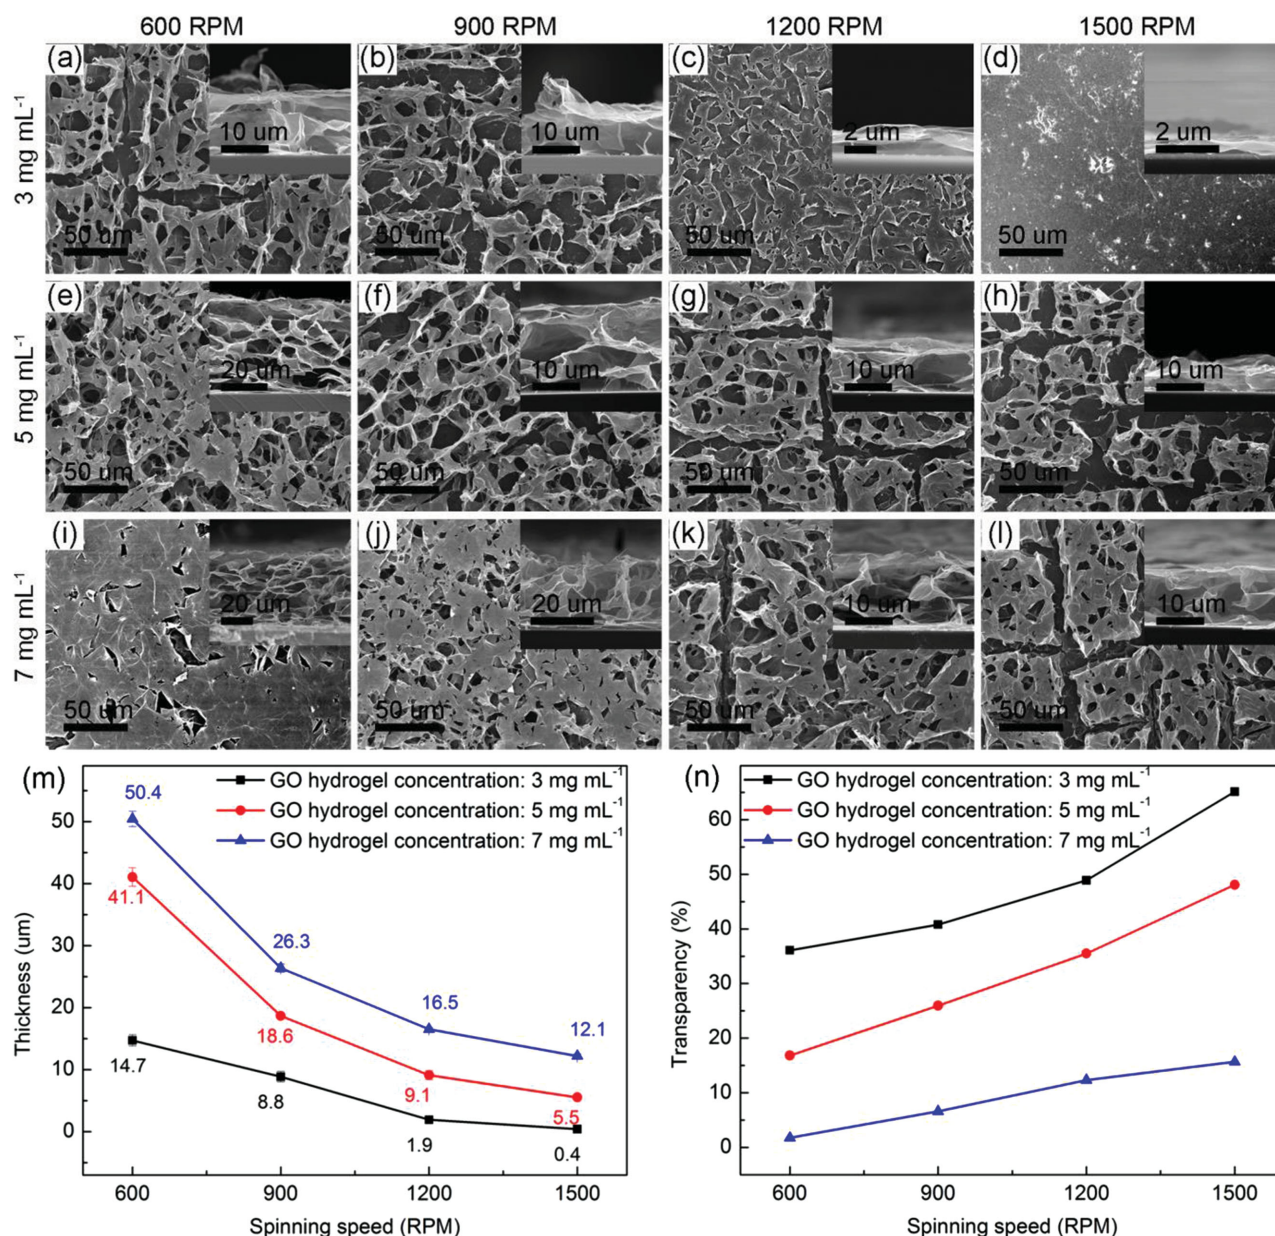 600 RPM 900 RPM 1200 RPM 1500 RPM
3 mg mL⁻¹
(a) 10 um 50 um
(b) 10 um 50 um
(c) 2 um 50 um
(d) 2 um 50 um
5 mg mL⁻¹
(e) 20 um 50 um
(f) 10 um 50 um
(g) 10 um 50 um
(h) 10 um 50 um
7 mg mL⁻¹
(i) 20 um 50 um
(j) 20 um 50 um
(k) 10 um 50 um
(l) 10 um 50 um
(m)
GO hydrogel concentration: 3 mg mL⁻¹
GO hydrogel concentration: 5 mg mL⁻¹
GO hydrogel concentration: 7 mg mL⁻¹
50.4
26.3
16.5
12.1
41.1
18.6
9.1
5.5
14.7
8.8
1.9
0.4
Thickness (um)
50
40
30
20
10
0
600 900 1200 1500
Spinning speed (RPM)
(n)
GO hydrogel concentration: 3 mg mL⁻¹
GO hydrogel concentration: 5 mg mL⁻¹
GO hydrogel concentration: 7 mg mL⁻¹
Transparency (%)
60
50
40
30
20
10
0
600 900 1200 1500
Spinning speed (RPM)